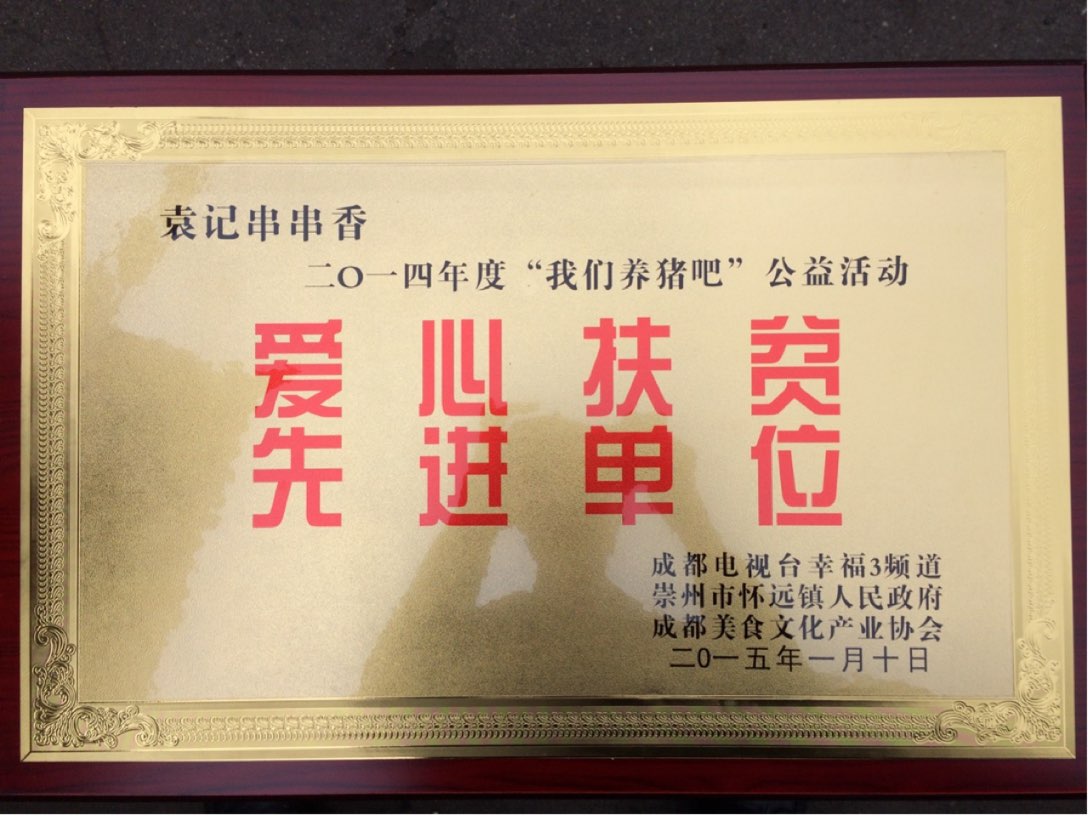 袁记串串香
二〇一四年度“我们养猪吧”公益活动
爱心扶贫
先进单位
成都电视台幸福3频道
崇州市怀远镇人民政府
成都美食文化产业协会
二〇一五年一月十日